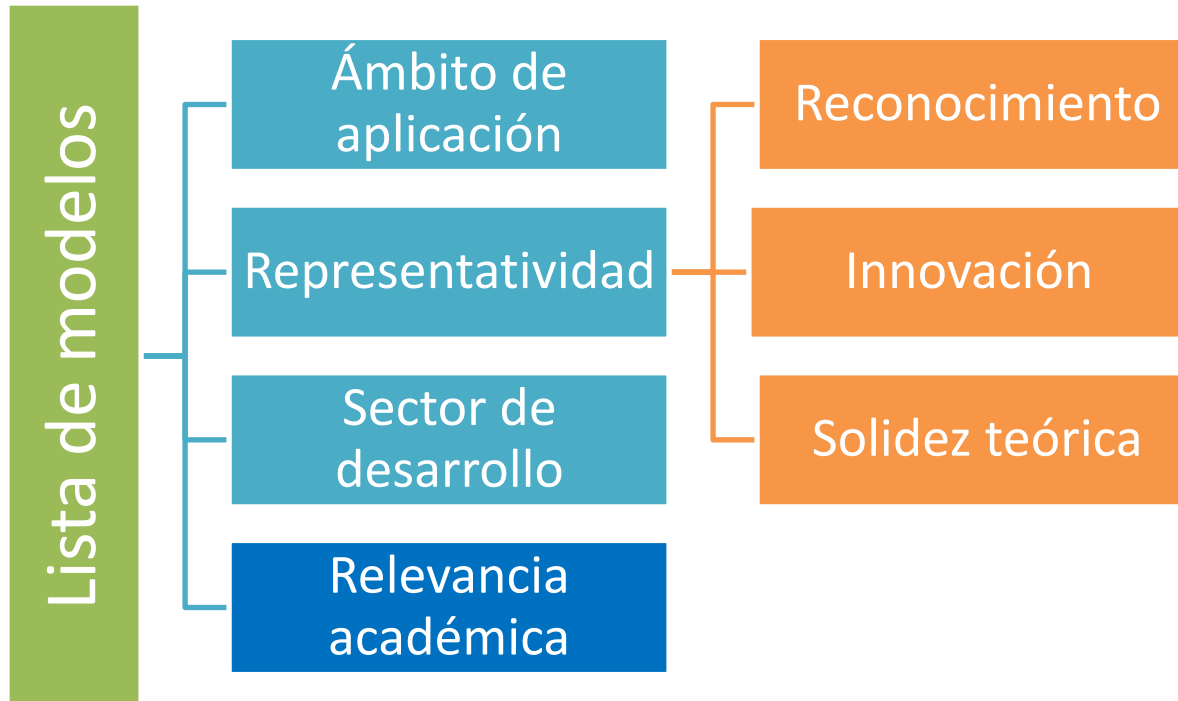 Lista de modelos
Ámbito de
aplicación
Representatividad
Sector de
desarrollo
Relevancia
académica
Reconocimiento
Innovación
Solidez teórica